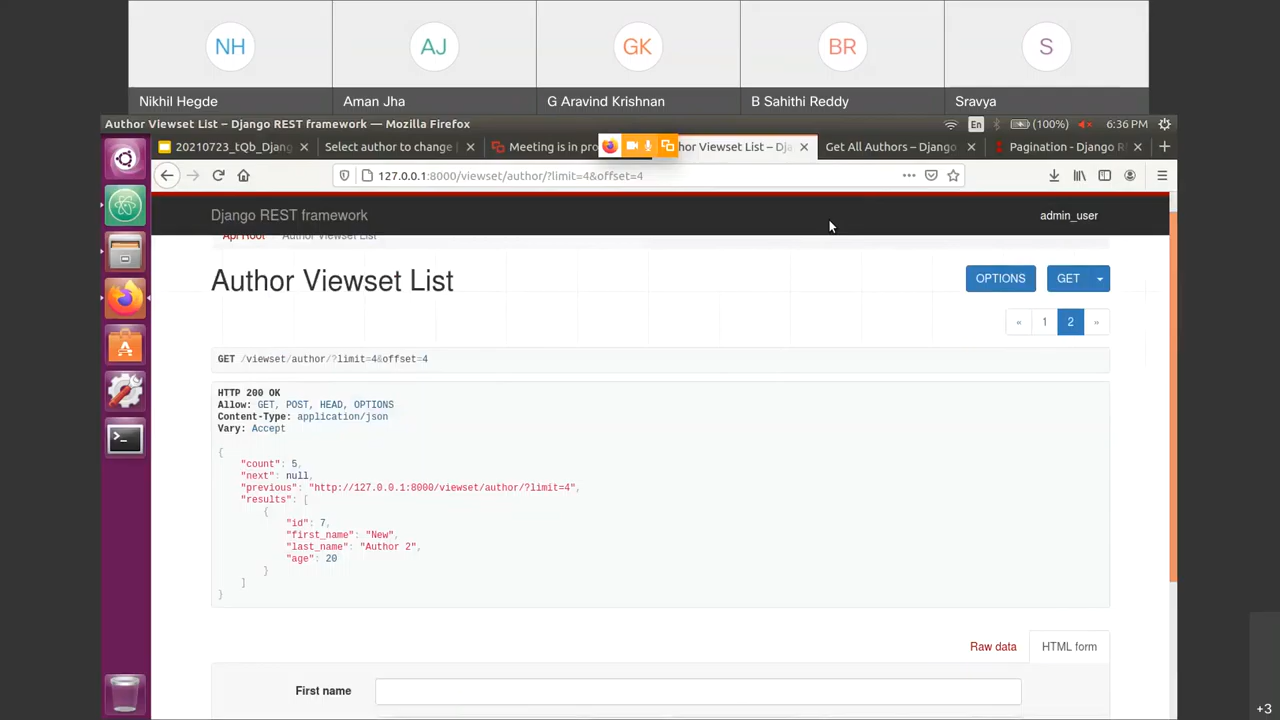 NH
AJ
GK
BR
S
Nikhil Hegde
Aman Jha
G Aravind Krishnan
B Sahithi Reddy
Sravya
Author Viewset List – Django REST framework — Mozilla Firefox
En
(100%)
6:36 PM
20210723_tQb_Djang
Select author to change
Meeting is in pro
hor Viewset List – Dja
Get All Authors – Django
Pagination - Django R
127.0.0.1:8000/viewset/author/?limit=4&offset=4
Django REST framework
admin_user
Api Root
Author Viewset List
Author Viewset List
OPTIONS
GET
«
1
2
»
GET /viewset/author/?limit=4&offset=4
HTTP 200 OK
Allow: GET, POST, HEAD, OPTIONS
Content-Type: application/json
Vary: Accept
{
"count": 5,
"next": null,
"previous": "http://127.0.0.1:8000/viewset/author/?limit=4",
"results": [
{
"id": 7,
"first_name": "New",
"last_name": "Author 2",
"age": 20
}
]
}
Raw data
HTML form
First name
+3